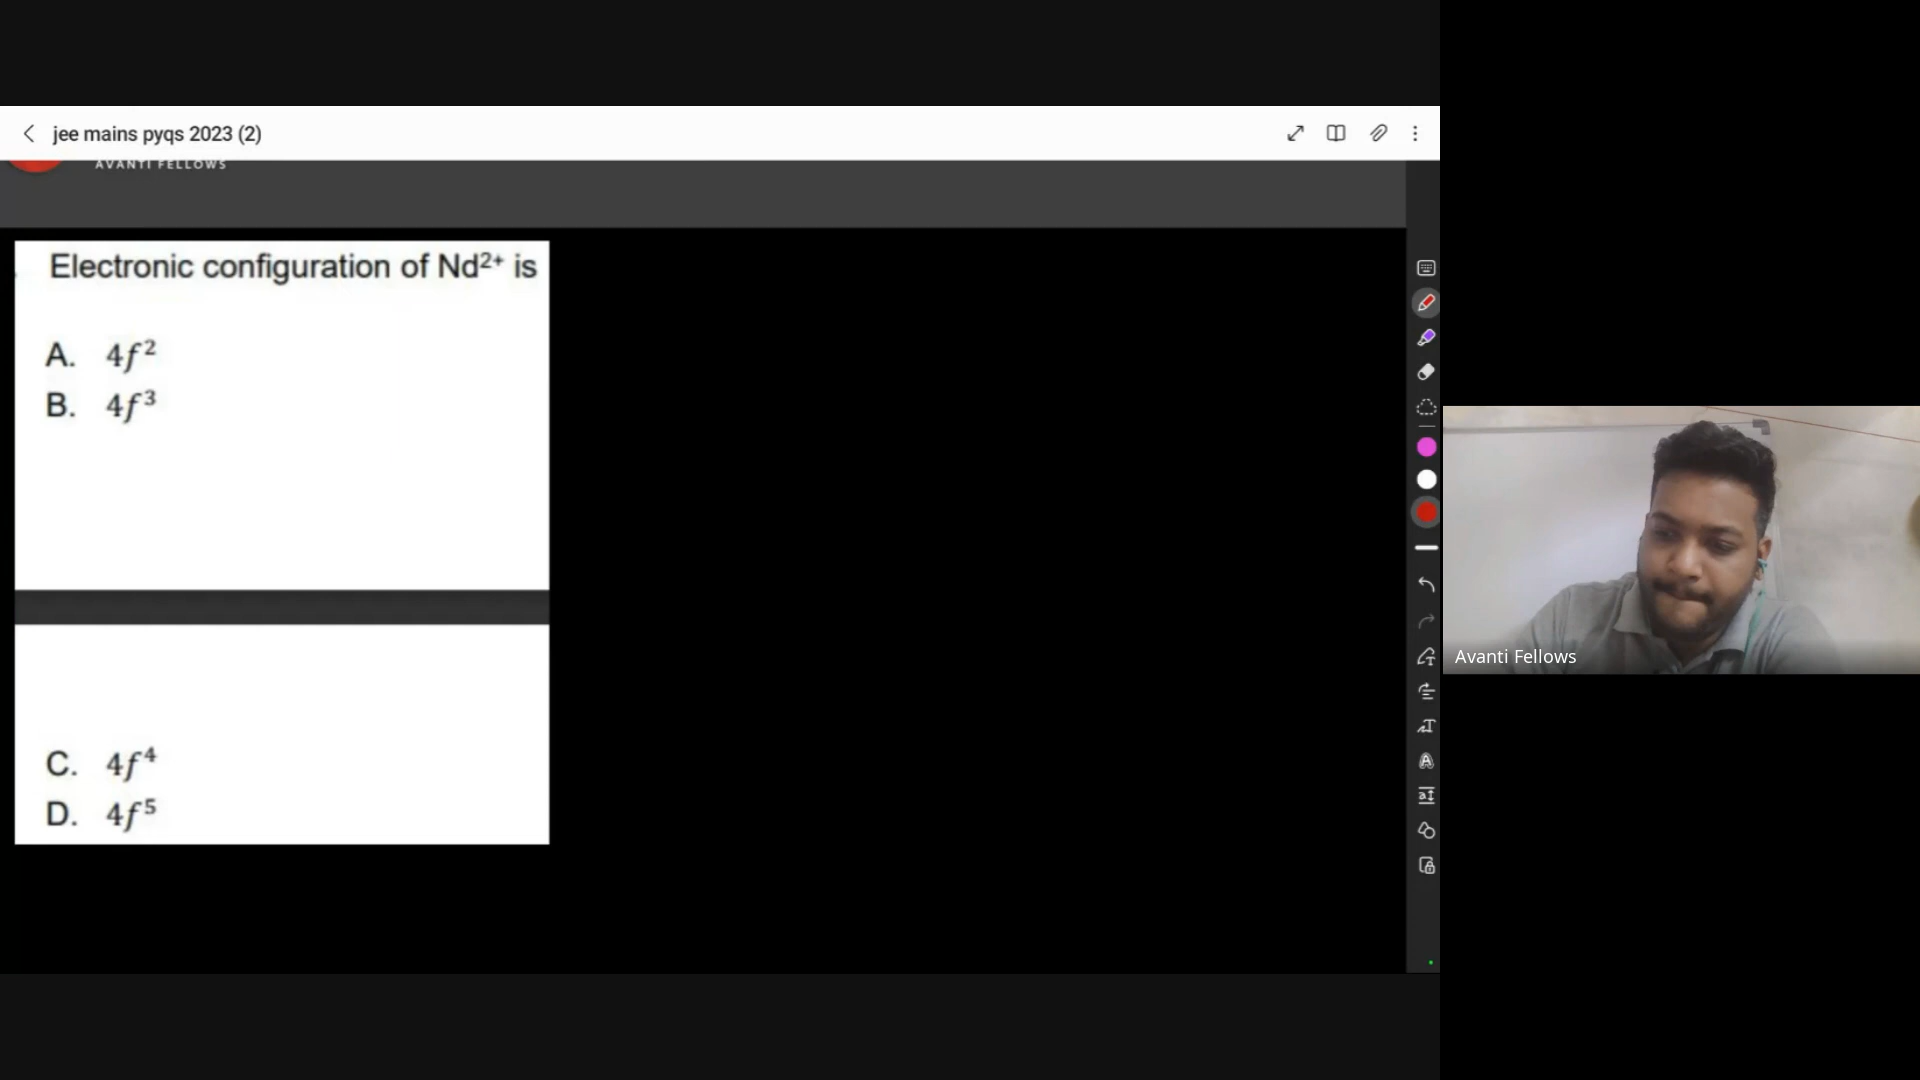 jee mains pyqs 2023 (2)
AVANTI FELLOWS
Electronic configuration of Nd²⁺ is
A. 4f²
B. 4f³
C. 4f⁴
D. 4f⁵
Avanti Fellows